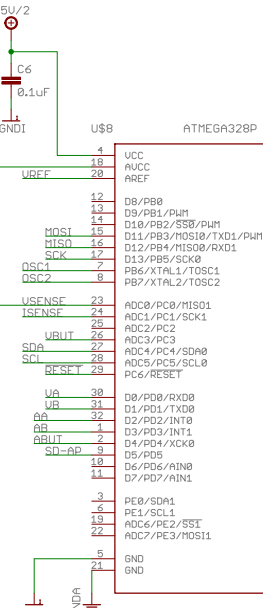 5V/2
C6
0.1uF
GNDI
U$8 ATMEGA328P
4 VCC
18 AVCC
VREF 20 AREF
12 D8/PB0
13 D9/PB1/PWM
14 D10/PB2/SS0/PWM
MOSI 15 D11/PB3/MOSI0/TXD1/PWM
MISO 16 D12/PB4/MISO0/RXD1
SCK 17 D13/PB5/SCK0
OSC1 7 PB6/XTAL1/TOSC1
OSC2 8 PB7/XTAL2/TOSC2
VSENSE 23 ADC0/PC0/MISO1
ISENSE 24 ADC1/PC1/SCK1
25 ADC2/PC2
VBUT 26 ADC3/PC3
SDA 27 ADC4/PC4/SDA0
SCL 28 ADC5/PC5/SCL0
RESET 29 PC6/RESET
VA 30 D0/PD0/RXD0
VB 31 D1/PD1/TXD0
AA 32 D2/PD2/INT0
AB 1 D3/PD3/INT1
ABUT 2 D4/PD4/XCK0
SD-AP 9 D5/PD5
10 D6/PD6/AIN0
11 D7/PD7/AIN1
3 PE0/SDA1
6 PE1/SCL1
19 ADC6/PE2/SS1
22 ADC7/PE3/MOSI1
5 GND
21 GND
NDA